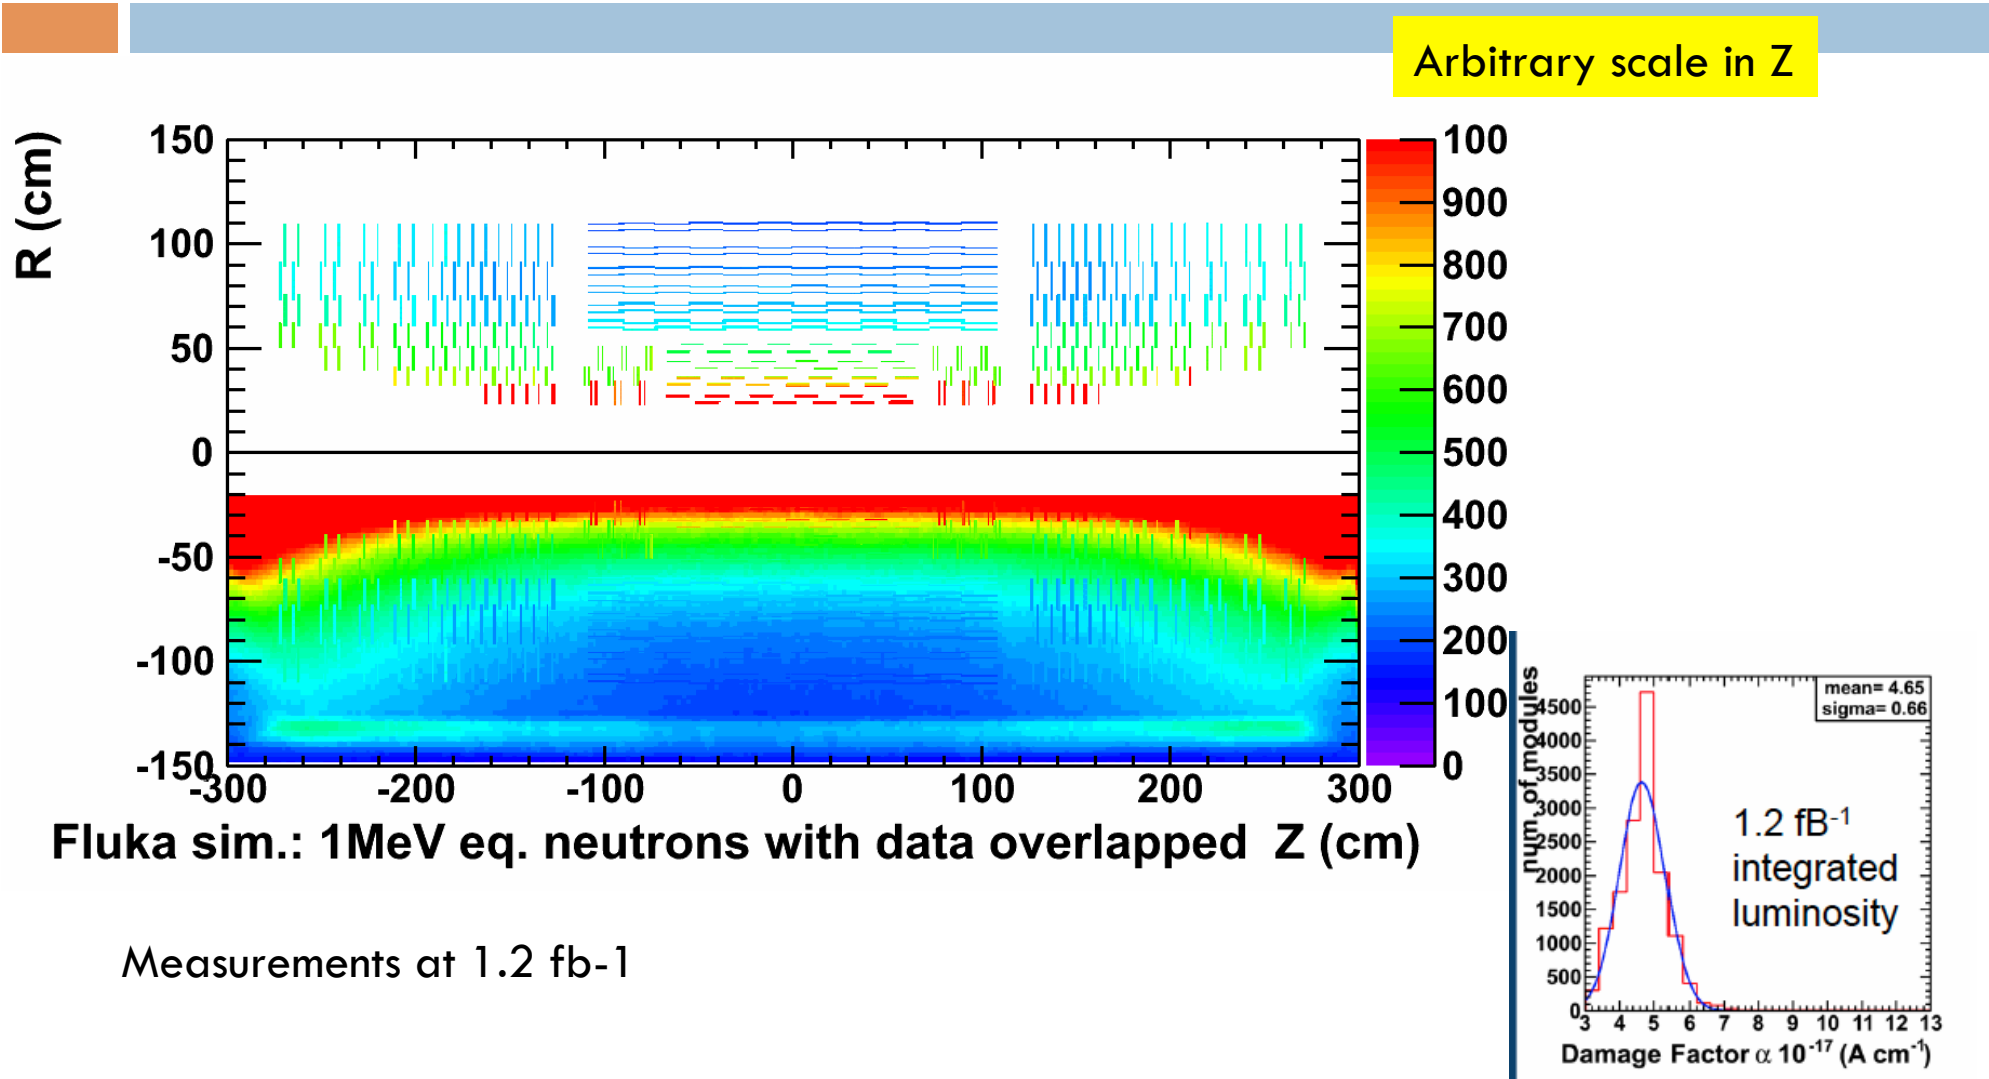 Arbitrary scale in Z
R (cm)
150
100
50
0
-50
-100
-150
-300
-200
-100
0
100
200
300
100
900
800
700
600
500
400
300
200
100
0
Fluka sim.: 1MeV eq. neutrons with data overlapped Z (cm)
Measurements at 1.2 fb-1
num. of modules
4500
4000
3500
3000
2500
2000
1500
1000
500
0
mean= 4.65
sigma= 0.66
1.2 fB-1
integrated
luminosity
3 4 5 6 7 8 9 10 11 12 13
Damage Factor α 10-17 (A cm-1)